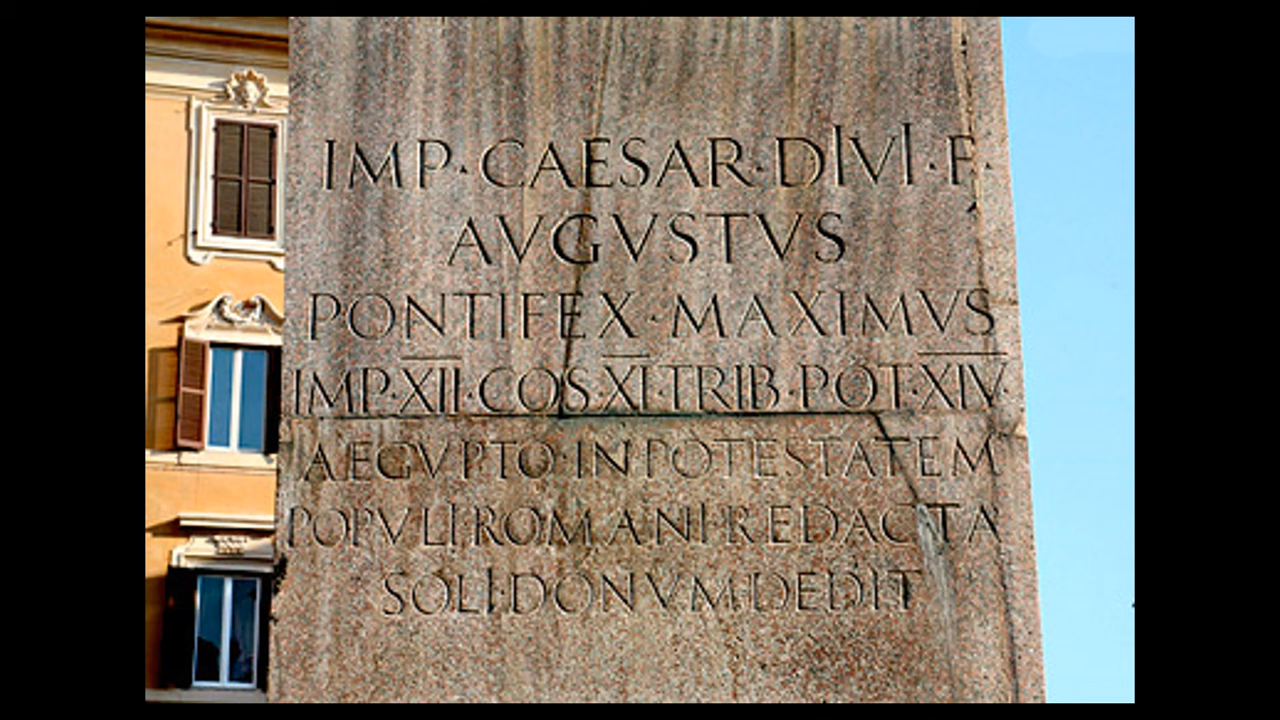 IMP·CAESAR·DIVI·F·
AVGVSTVS
PONTIFEX·MAXIMVS
IMP·XII·COS·XI·TRIB·POT·XIV
AEGVPTO·IN·POTESTATEM
POPVLI·ROMANI·REDACTA
SOLI·DONVM·DEDIT